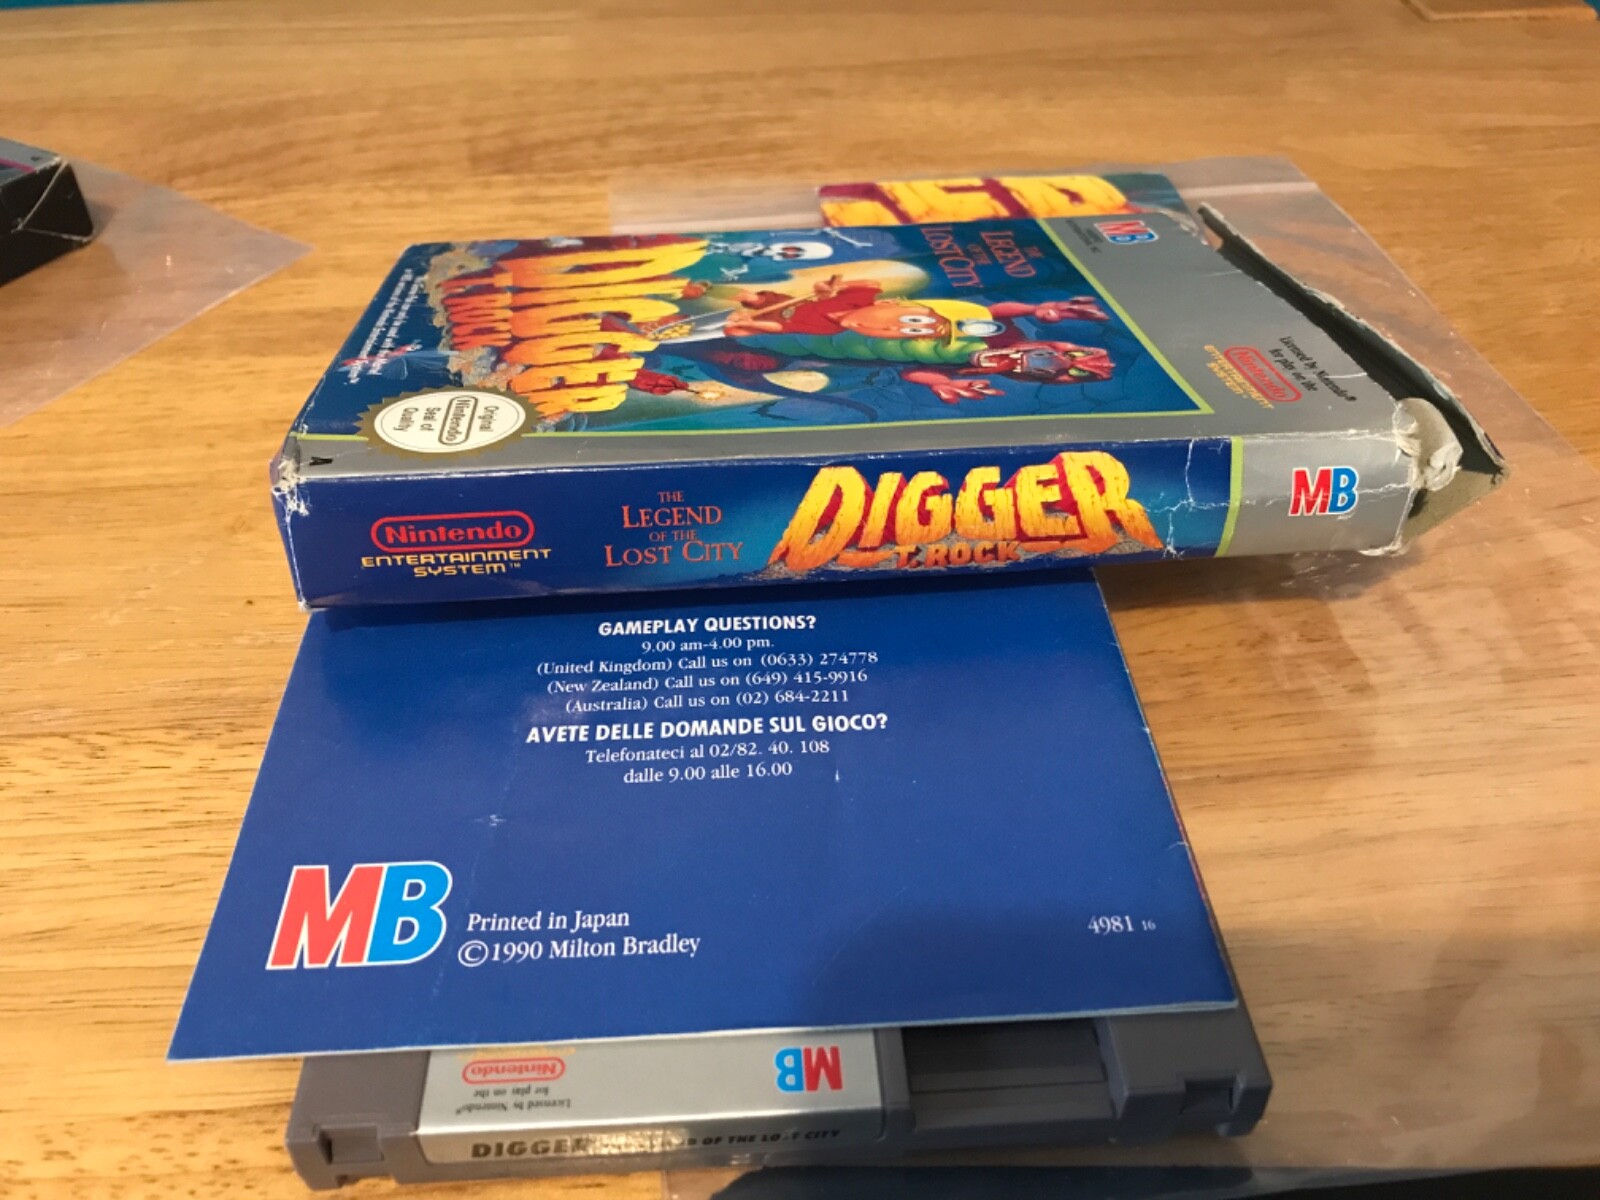 DIGGER
T. ROCK
THE
LEGEND
OF THE
LOST CITY
MB
Original
Nintendo
Seal of
Quality
A
Licensed by Nintendo®
for play on the
Nintendo
ENTERTAINMENT
SYSTEM
Nintendo
ENTERTAINMENT
SYSTEM™
THE
LEGEND
OF THE
LOST CITY
DIGGER
T. ROCK
MB
GAMEPLAY QUESTIONS?
9.00 am-4.00 pm.
(United Kingdom) Call us on (0633) 274778
(New Zealand) Call us on (649) 415-9916
(Australia) Call us on (02) 684-2211
AVETE DELLE DOMANDE SUL GIOCO?
Telefonateci al 02/82. 40. 108
dalle 9.00 alle 16.00
MB
Printed in Japan
©1990 Milton Bradley
4981 16
MB
Nintendo
for play on the
Licensed by Nintendo®
DIGGER OF THE LOST CITY